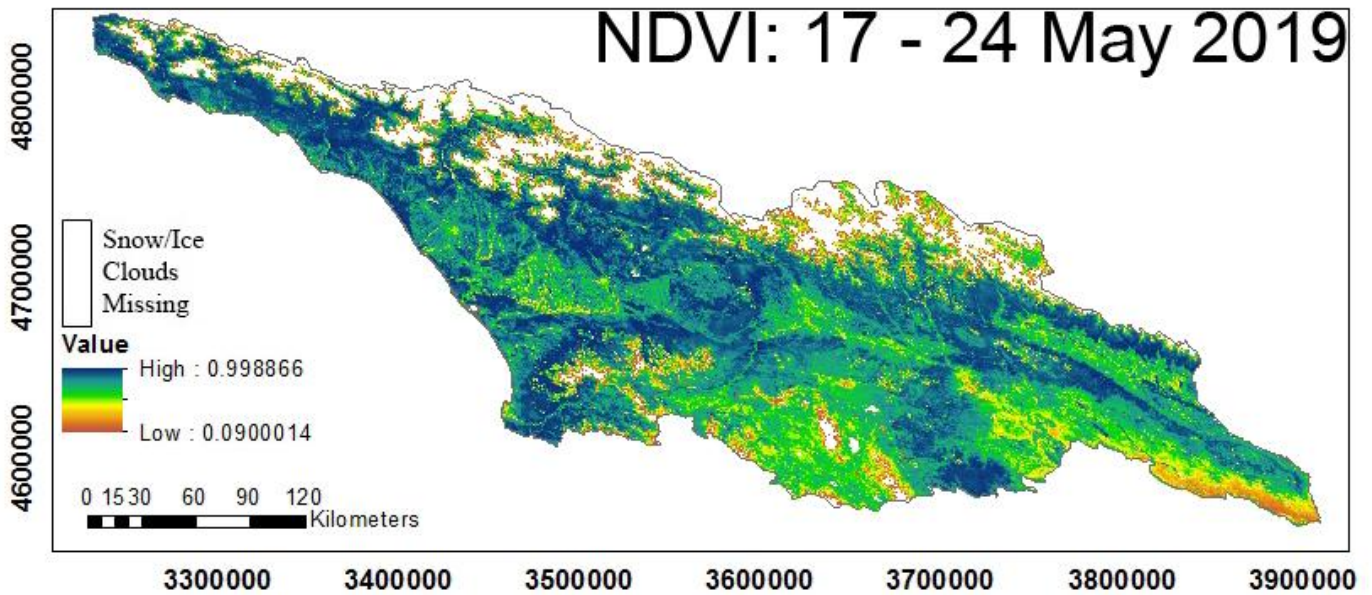 NDVI: 17 - 24 May 2019
4800000
4700000
4600000
Snow/Ice
Clouds
Missing
Value
High : 0.998866
Low : 0.0900014
0 15 30 60 90 120
Kilometers
3300000 3400000 3500000 3600000 3700000 3800000 3900000